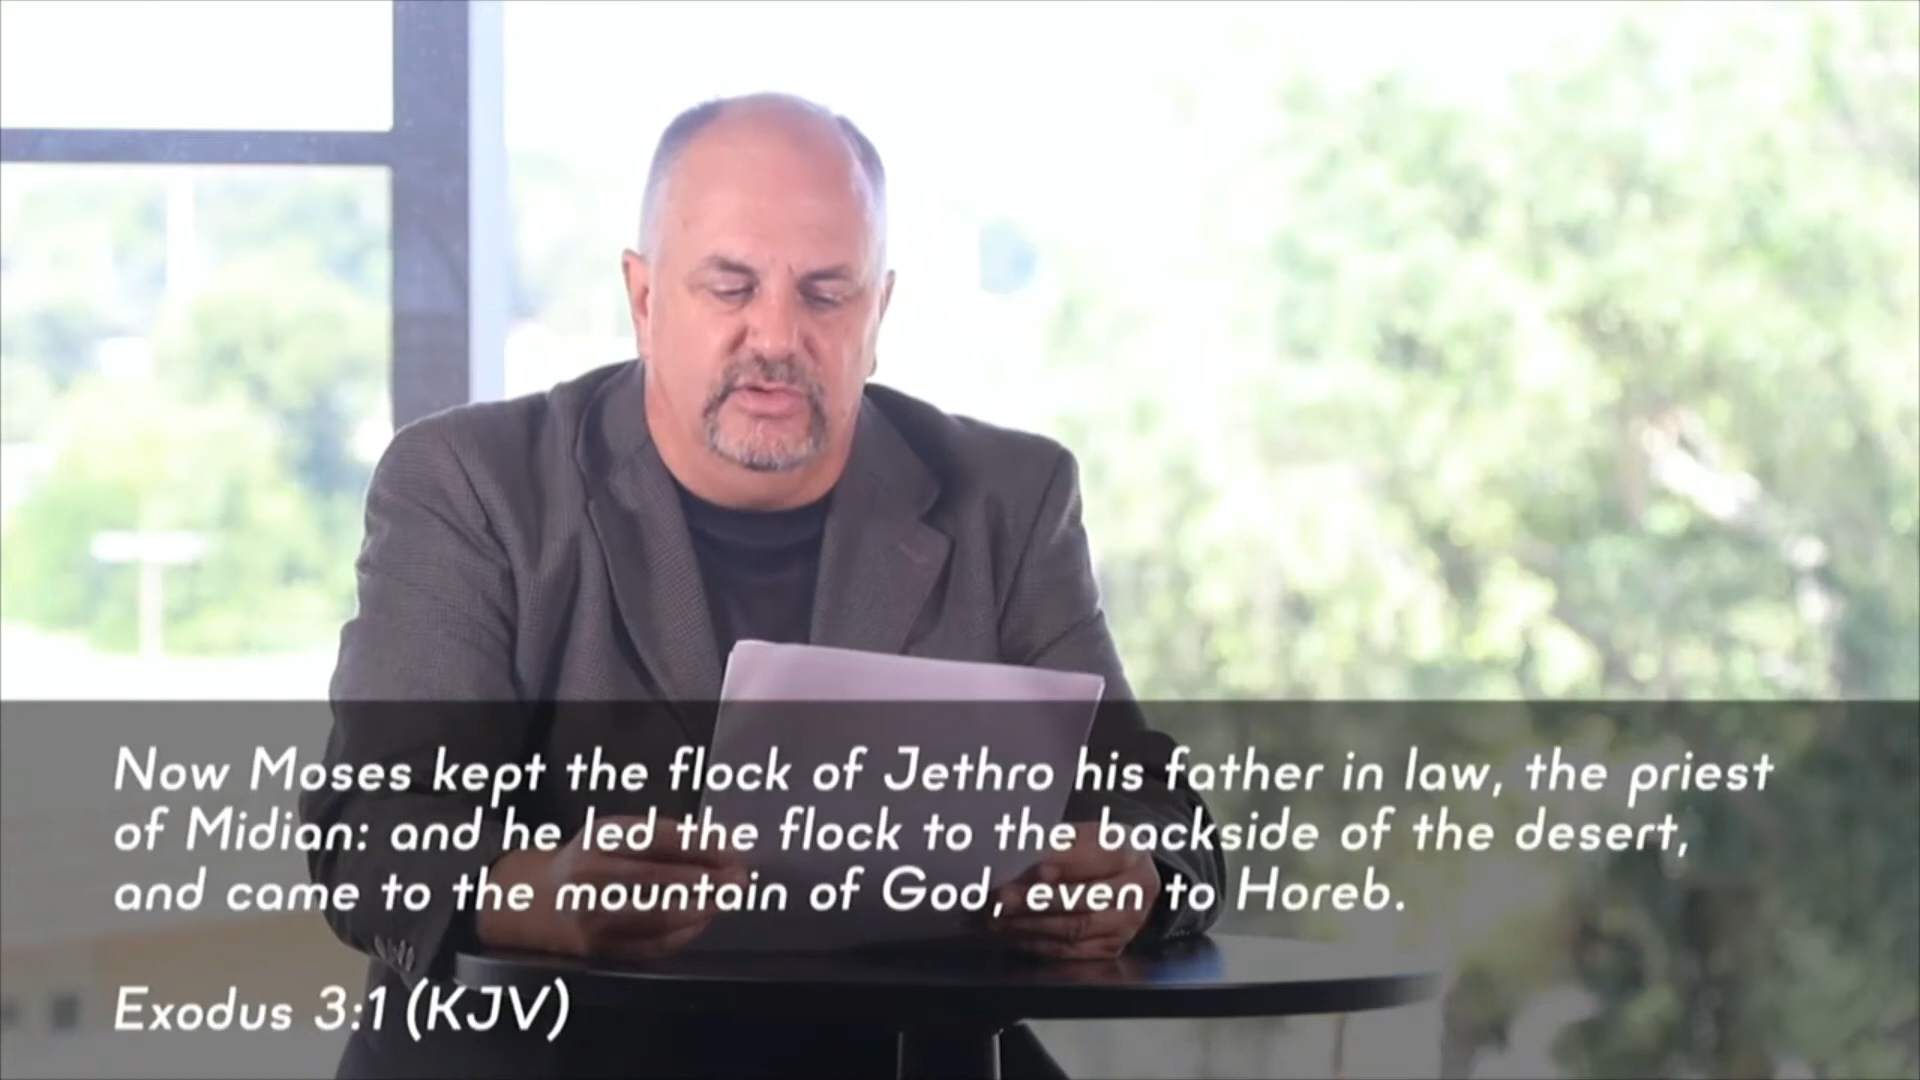 Now Moses kept the flock of Jethro his father in law, the priest
of Midian: and he led the flock to the backside of the desert,
and came to the mountain of God, even to Horeb.
Exodus 3:1 (KJV)